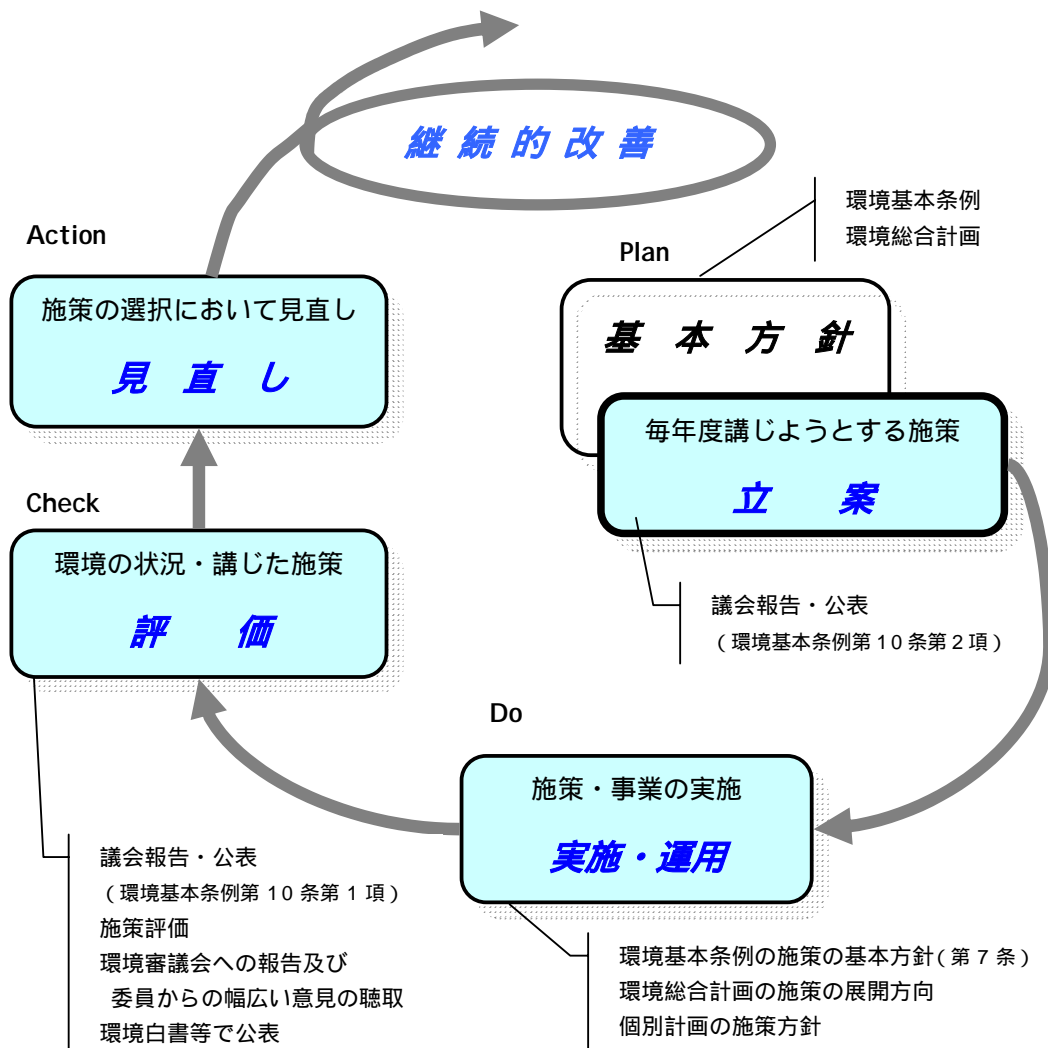 継続的改善
環境基本条例
環境総合計画
Action
Plan
施策の選択において見直し
見直し
基本方針
毎年度講じようとする施策
立案
Check
環境の状況・講じた施策
評価
議会報告・公表
(環境基本条例第10条第2項)
Do
施策・事業の実施
実施・運用
議会報告・公表
(環境基本条例第10条第1項)
施策評価
環境審議会への報告及び
委員からの幅広い意見の聴取
環境白書等で公表
環境基本条例の施策の基本方針(第7条)
環境総合計画の施策の展開方向
個別計画の施策方針